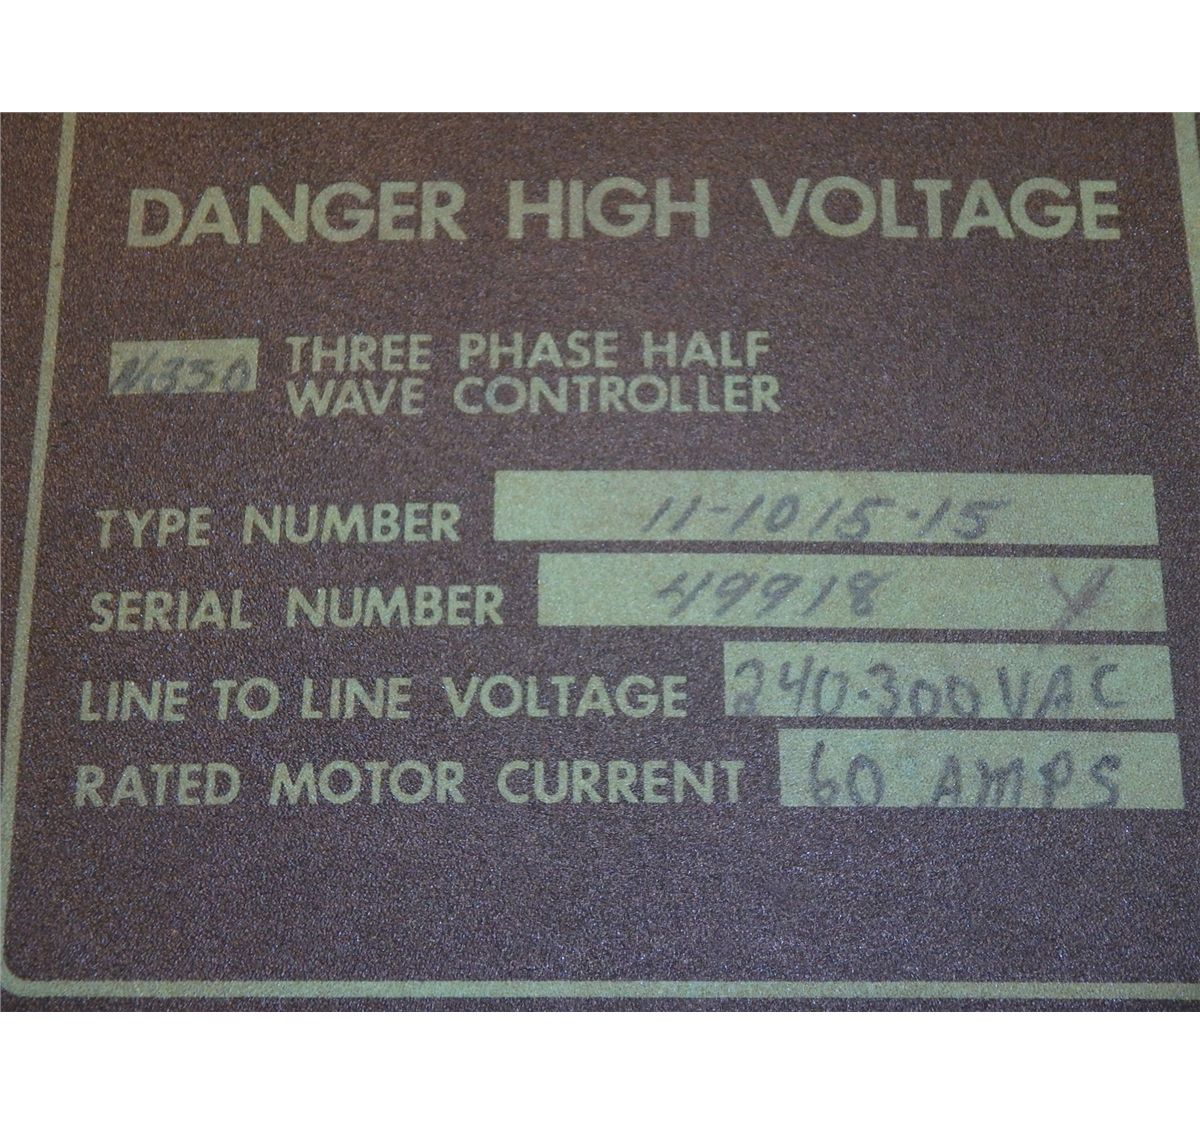 DANGER HIGH VOLTAGE
THREE PHASE HALF
WAVE CONTROLLER
TYPE NUMBER 11-1015-15
SERIAL NUMBER 49918 Y
LINE TO LINE VOLTAGE 240-300 VAC
RATED MOTOR CURRENT 60 AMPS